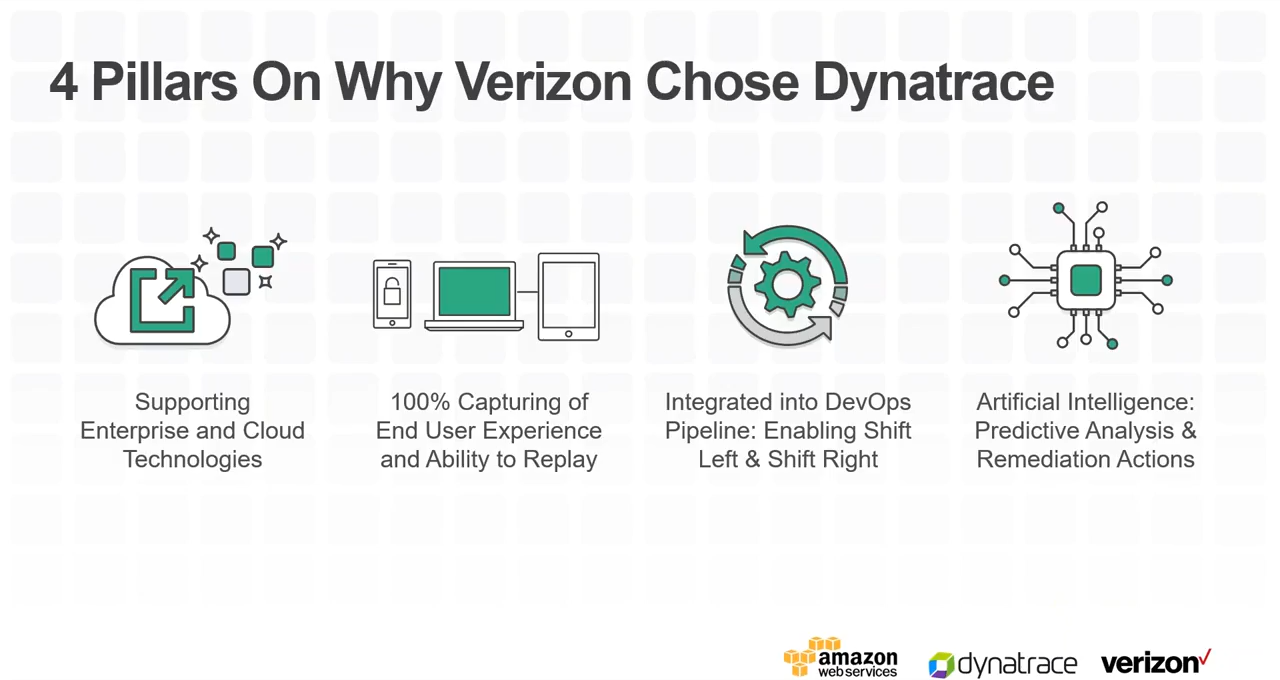 4 Pillars On Why Verizon Chose Dynatrace
Supporting
Enterprise and Cloud
Technologies
100% Capturing of
End User Experience
and Ability to Replay
Integrated into DevOps
Pipeline: Enabling Shift
Left & Shift Right
Artificial Intelligence:
Predictive Analysis &
Remediation Actions
amazon
webservices
dynatrace
verizon